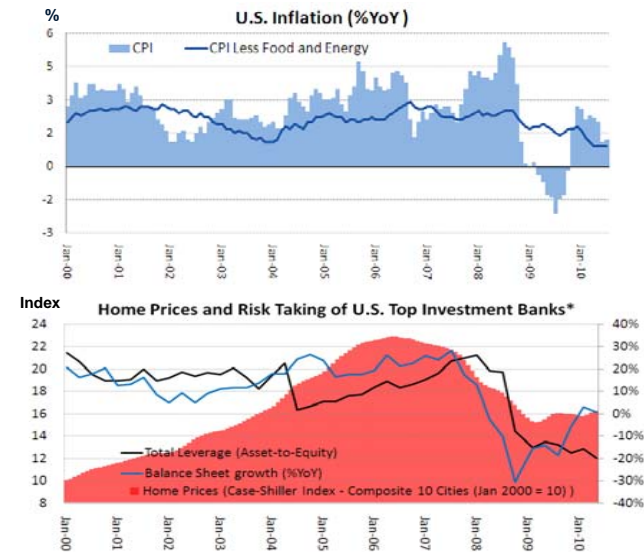 %
U.S. Inflation (%YoY)
6
CPI
CPI Less Food and Energy
5
3
2
0
-2
-3
Jan-00
Jan-01
Jan-02
Jan-03
Jan-04
Jan-05
Jan-06
Jan-07
Jan-08
Jan-09
Jan-10
Index
Home Prices and Risk Taking of U.S. Top Investment Banks*
24
40%
22
30%
20
20%
18
10%
16
0%
14
-10%
12
-20%
10
-30%
8
-40%
Total Leverage (Asset-to-Equity)
Balance Sheet growth (%YoY)
Home Prices (Case-Shiller Index - Composite 10 Cities (Jan 2000 = 10) )
Jan-00
Jan-01
Jan-02
Jan-03
Jan-04
Jan-05
Jan-06
Jan-07
Jan-08
Jan-09
Jan-10